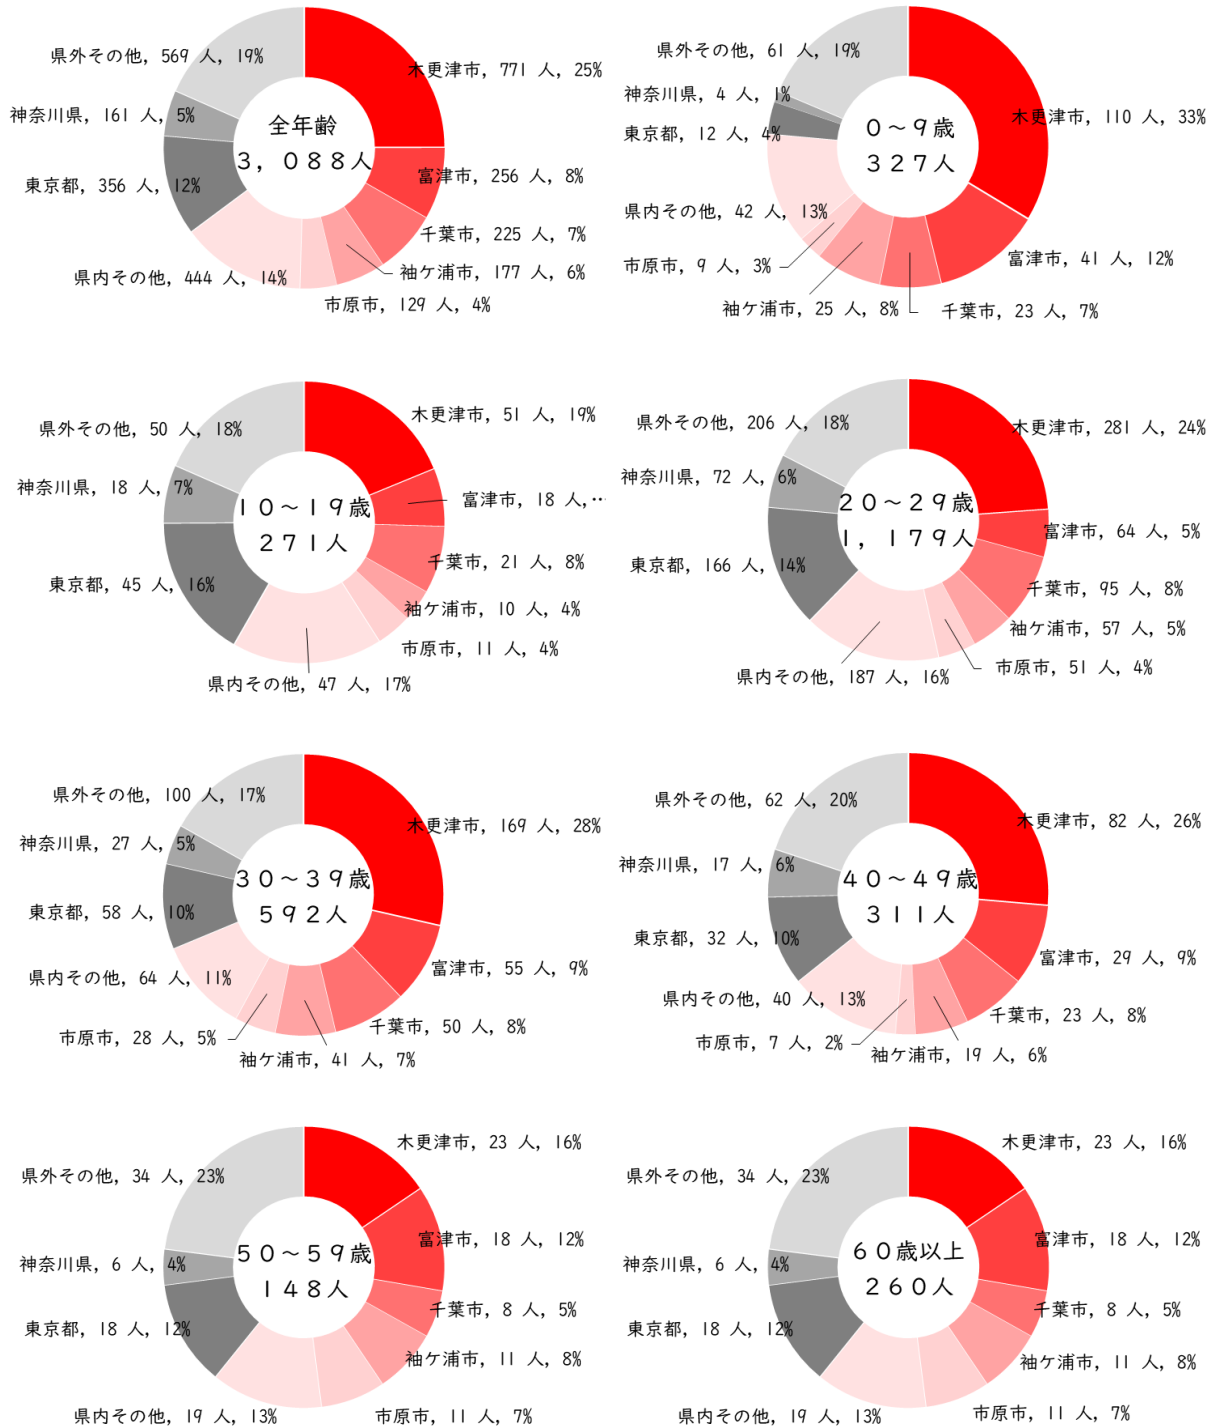 県外その他, 569 人, 19%
木更津市, 771 人, 25%
神奈川県, 161 人, 5%
全年齢
3,088人
富津市, 256 人, 8%
東京都, 356 人, 12%
千葉市, 225 人, 7%
袖ケ浦市, 177 人, 6%
県内その他, 444 人, 14%
市原市, 129 人, 4%
県外その他, 61 人, 19%
神奈川県, 4 人, 1%
木更津市, 110 人, 33%
東京都, 12 人, 4%
0～9歳
327人
県内その他, 42 人, 13%
市原市, 9 人, 3%
富津市, 41 人, 12%
袖ケ浦市, 25 人, 8%
千葉市, 23 人, 7%
県外その他, 50 人, 18%
木更津市, 51 人, 19%
神奈川県, 18 人, 7%
富津市, 18 人,…
10～19歳
271人
千葉市, 21 人, 8%
東京都, 45 人, 16%
袖ケ浦市, 10 人, 4%
市原市, 11 人, 4%
県内その他, 47 人, 17%
県外その他, 206 人, 18%
木更津市, 281 人, 24%
神奈川県, 72 人, 6%
20～29歳
1,179人
富津市, 64 人, 5%
東京都, 166 人, 14%
千葉市, 95 人, 8%
袖ケ浦市, 57 人, 5%
市原市, 51 人, 4%
県内その他, 187 人, 16%
県外その他, 100 人, 17%
木更津市, 169 人, 28%
神奈川県, 27 人, 5%
30～39歳
592人
東京都, 58 人, 10%
富津市, 55 人, 9%
県内その他, 64 人, 11%
千葉市, 50 人, 8%
市原市, 28 人, 5%
袖ケ浦市, 41 人, 7%
県外その他, 62 人, 20%
木更津市, 82 人, 26%
神奈川県, 17 人, 6%
40～49歳
311人
東京都, 32 人, 10%
富津市, 29 人, 9%
県内その他, 40 人, 13%
千葉市, 23 人, 8%
市原市, 7 人, 2%
袖ケ浦市, 19 人, 6%
木更津市, 23 人, 16%
県外その他, 34 人, 23%
富津市, 18 人, 12%
50～59歳
148人
神奈川県, 6 人, 4%
千葉市, 8 人, 5%
東京都, 18 人, 12%
袖ケ浦市, 11 人, 8%
県内その他, 19 人, 13%
市原市, 11 人, 7%
木更津市, 23 人, 16%
県外その他, 34 人, 23%
富津市, 18 人, 12%
60歳以上
260人
神奈川県, 6 人, 4%
千葉市, 8 人, 5%
東京都, 18 人, 12%
袖ケ浦市, 11 人, 8%
県内その他, 19 人, 13%
市原市, 11 人, 7%